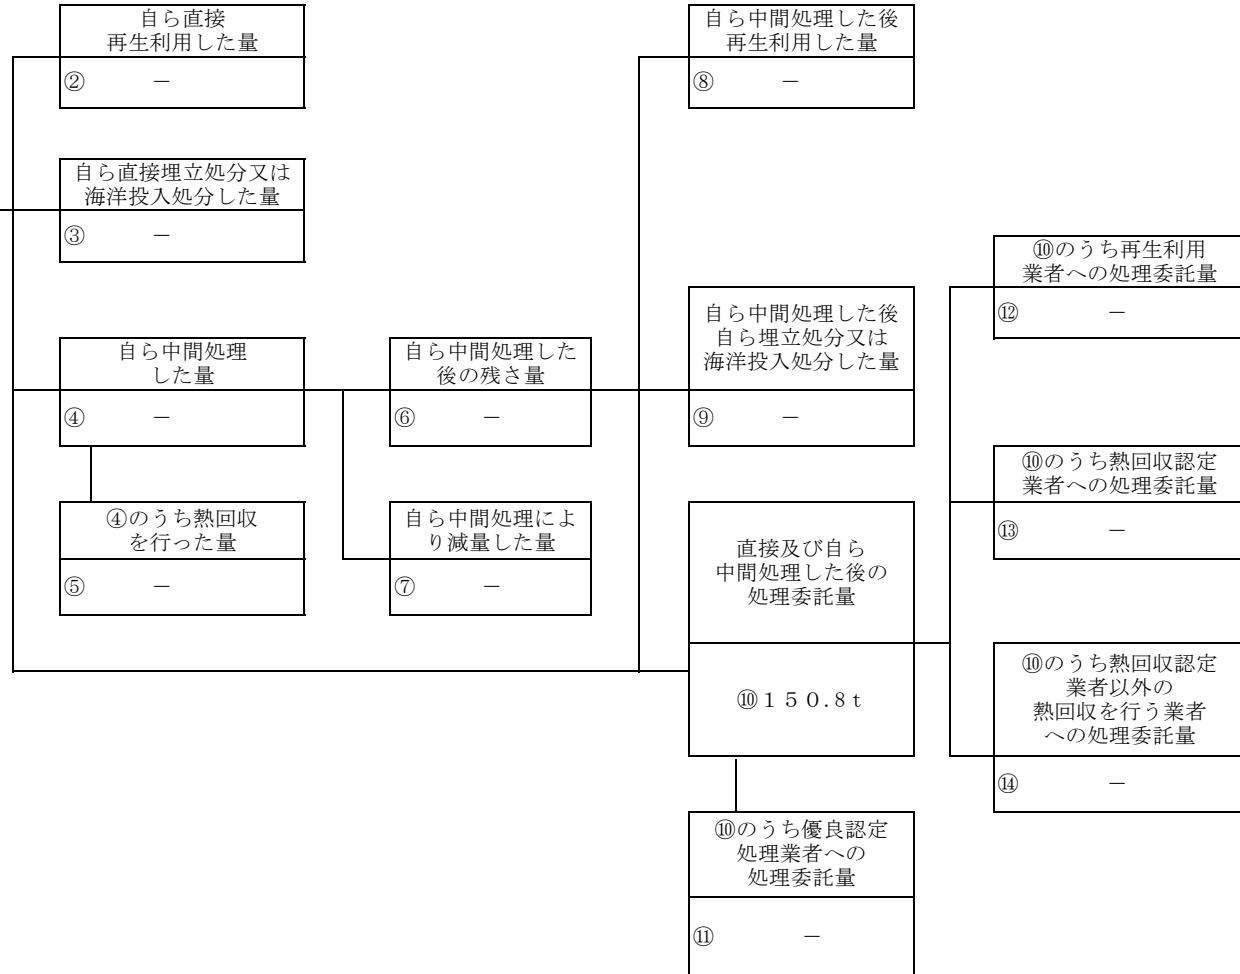 自ら直接
再生利用した量
② －
自ら直接埋立処分又は
海洋投入処分した量
③ －
自ら中間処理
した量
④ －
④のうち熱回収
を行った量
⑤ －
自ら中間処理した
後の残さ量
⑥ －
自ら中間処理によ
り減量した量
⑦ －
自ら中間処理した後
再生利用した量
⑧ －
自ら中間処理した後
自ら埋立処分又は
海洋投入処分した量
⑨ －
直接及び自ら
中間処理した後の
処理委託量
⑩１５０.８ｔ
⑩のうち優良認定
処理業者への
処理委託量
⑪ －
⑩のうち再生利用
業者への処理委託量
⑫ －
⑩のうち熱回収認定
業者への処理委託量
⑬ －
⑩のうち熱回収認定
業者以外の
熱回収を行う業者
への処理委託量
⑭ －